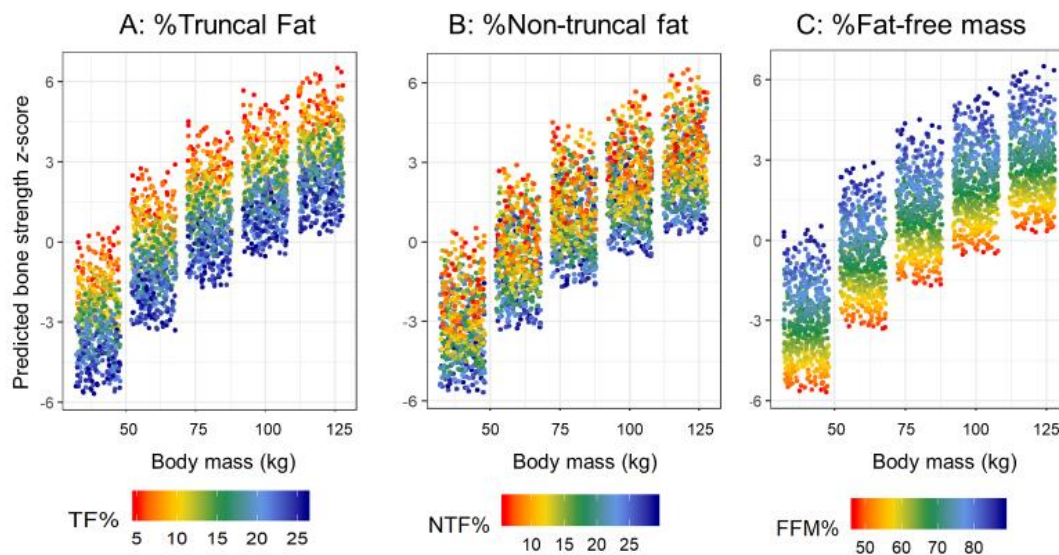 A: %Truncal Fat
B: %Non-truncal fat
C: %Fat-free mass
Predicted bone strength z-score
6
3
0
-3
-6
50 75 100 125
Body mass (kg)
6
3
0
-3
-6
50 75 100 125
Body mass (kg)
6
3
0
-3
-6
50 75 100 125
Body mass (kg)
TF%
5 10 15 20 25
NTF%
10 15 20 25
FFM%
50 60 70 80